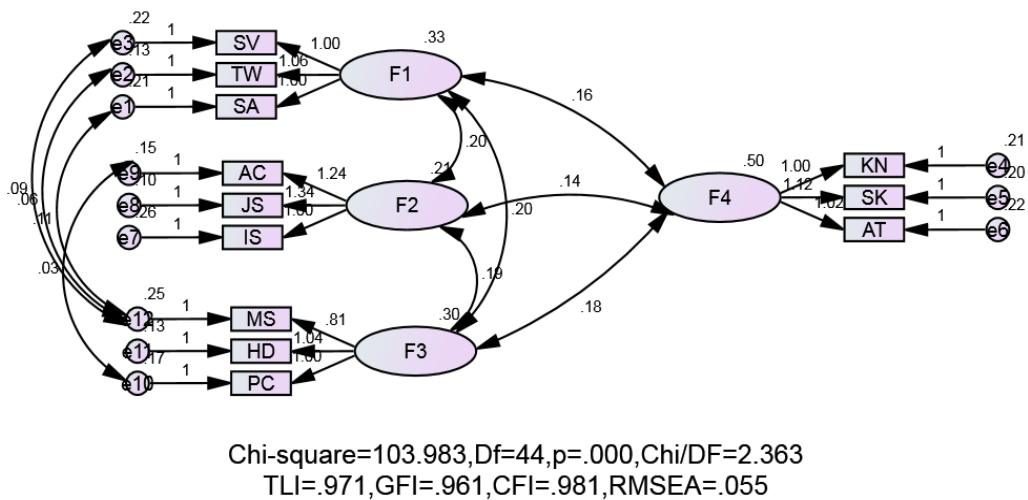 .22
e3 1 SV 1.00 .33
.13
e2 1 TW 1.06 F1
.21
e1 1 SA 1.00
.16
.20
.15
e9 1 AC 1.24 .21
.10
e8 1 JS 1.34 F2 .14
.26
e7 1 IS 1.00
.20
.50 1.00 KN 1 e4 .21
F4 1.12 SK 1 e5 .20
1.02 AT 1 e6 .22
.09
.06
.11
.03
.19
.18
.25
e12 1 MS .81 .30
.13
e11 1 HD 1.04 F3
.17
e10 1 PC 1.00
Chi-square=103.983,Df=44,p=.000,Chi/DF=2.363
TLI=.971,GFI=.961,CFI=.981,RMSEA=.055